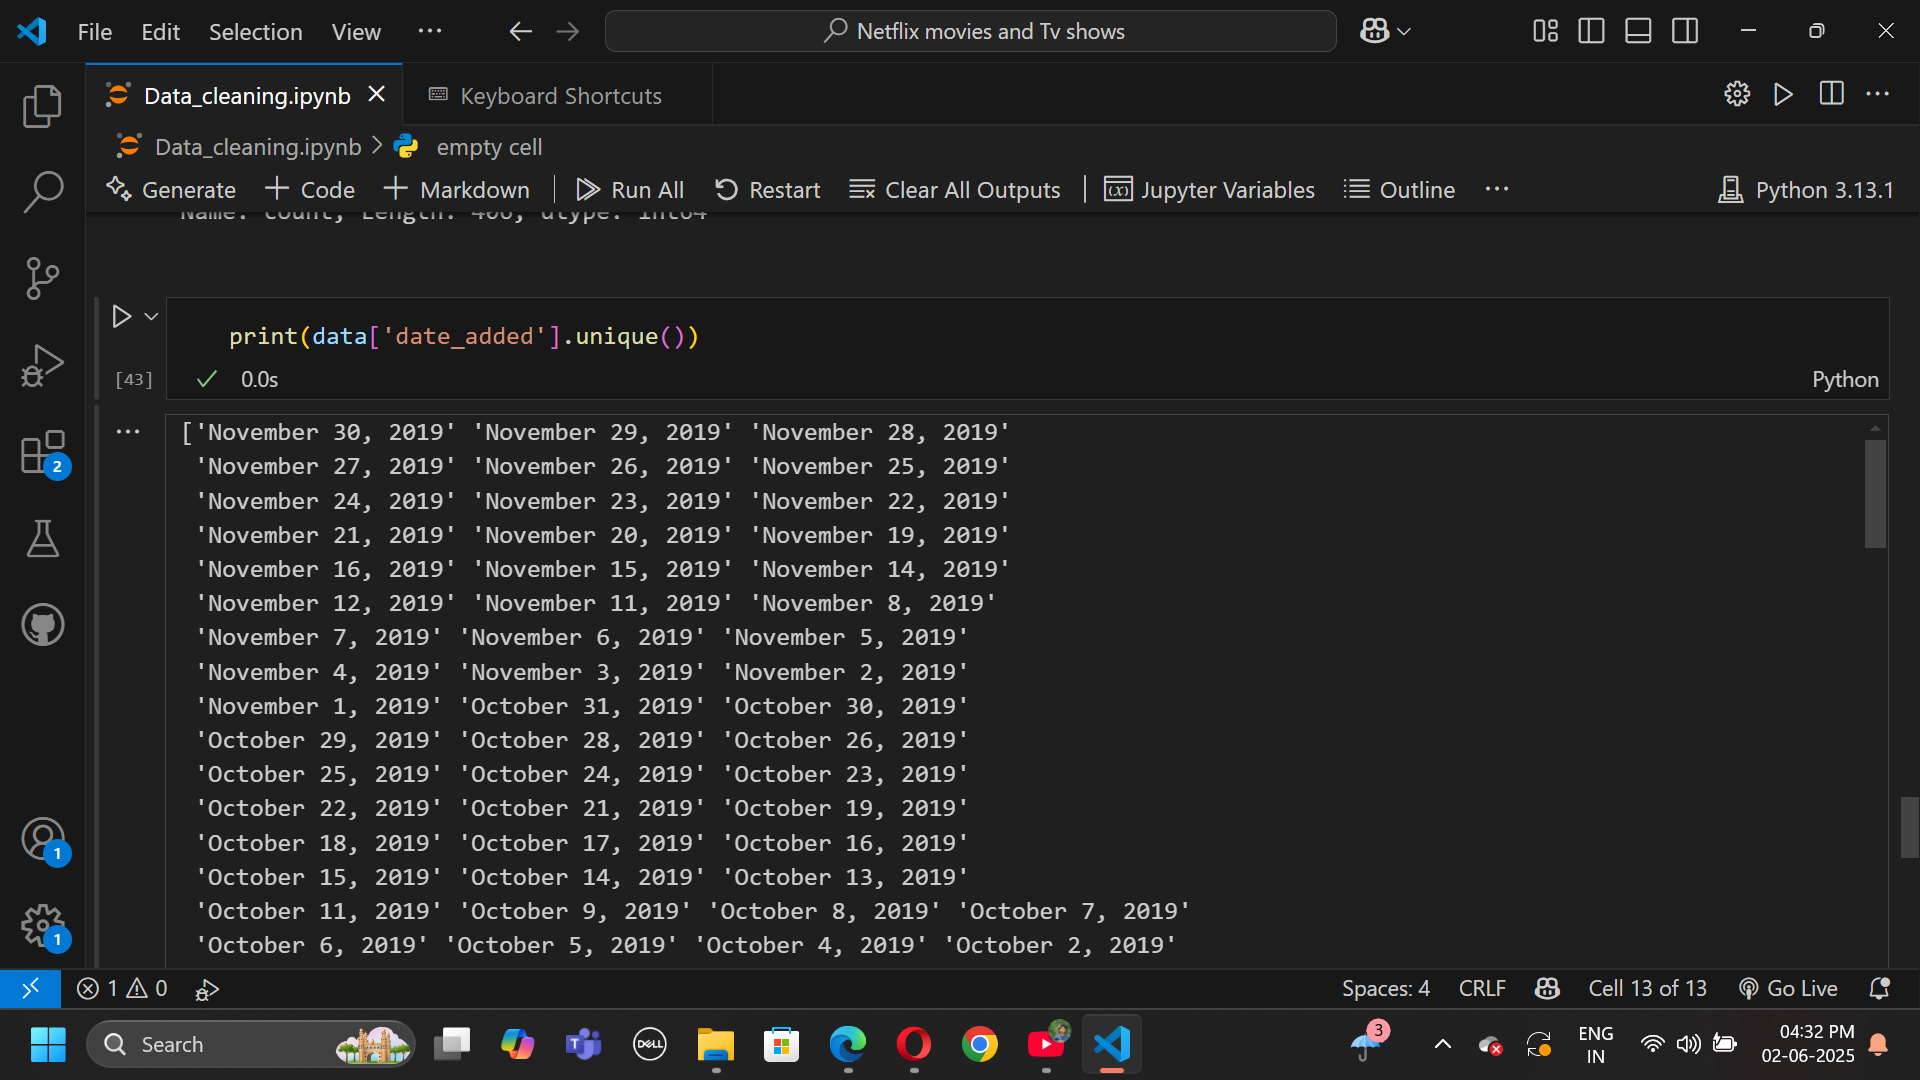 File Edit Selection View ··· Netflix movies and Tv shows
Data_cleaning.ipynb Keyboard Shortcuts
Data_cleaning.ipynb > empty cell
Generate + Code + Markdown Run All Restart Clear All Outputs Jupyter Variables Outline ··· Python 3.13.1
Name: count, Length: 406, dtype: int64
print(data['date_added'].unique())
[43] 0.0s Python
['November 30, 2019' 'November 29, 2019' 'November 28, 2019'
'November 27, 2019' 'November 26, 2019' 'November 25, 2019'
'November 24, 2019' 'November 23, 2019' 'November 22, 2019'
'November 21, 2019' 'November 20, 2019' 'November 19, 2019'
'November 16, 2019' 'November 15, 2019' 'November 14, 2019'
'November 12, 2019' 'November 11, 2019' 'November 8, 2019'
'November 7, 2019' 'November 6, 2019' 'November 5, 2019'
'November 4, 2019' 'November 3, 2019' 'November 2, 2019'
'November 1, 2019' 'October 31, 2019' 'October 30, 2019'
'October 29, 2019' 'October 28, 2019' 'October 26, 2019'
'October 25, 2019' 'October 24, 2019' 'October 23, 2019'
'October 22, 2019' 'October 21, 2019' 'October 19, 2019'
'October 18, 2019' 'October 17, 2019' 'October 16, 2019'
'October 15, 2019' 'October 14, 2019' 'October 13, 2019'
'October 11, 2019' 'October 9, 2019' 'October 8, 2019' 'October 7, 2019'
'October 6, 2019' 'October 5, 2019' 'October 4, 2019' 'October 2, 2019'
2
1
1
1 0 Spaces: 4 CRLF Cell 13 of 13 Go Live
Search DELL 3 ENG 04:32 PM
IN 02-06-2025